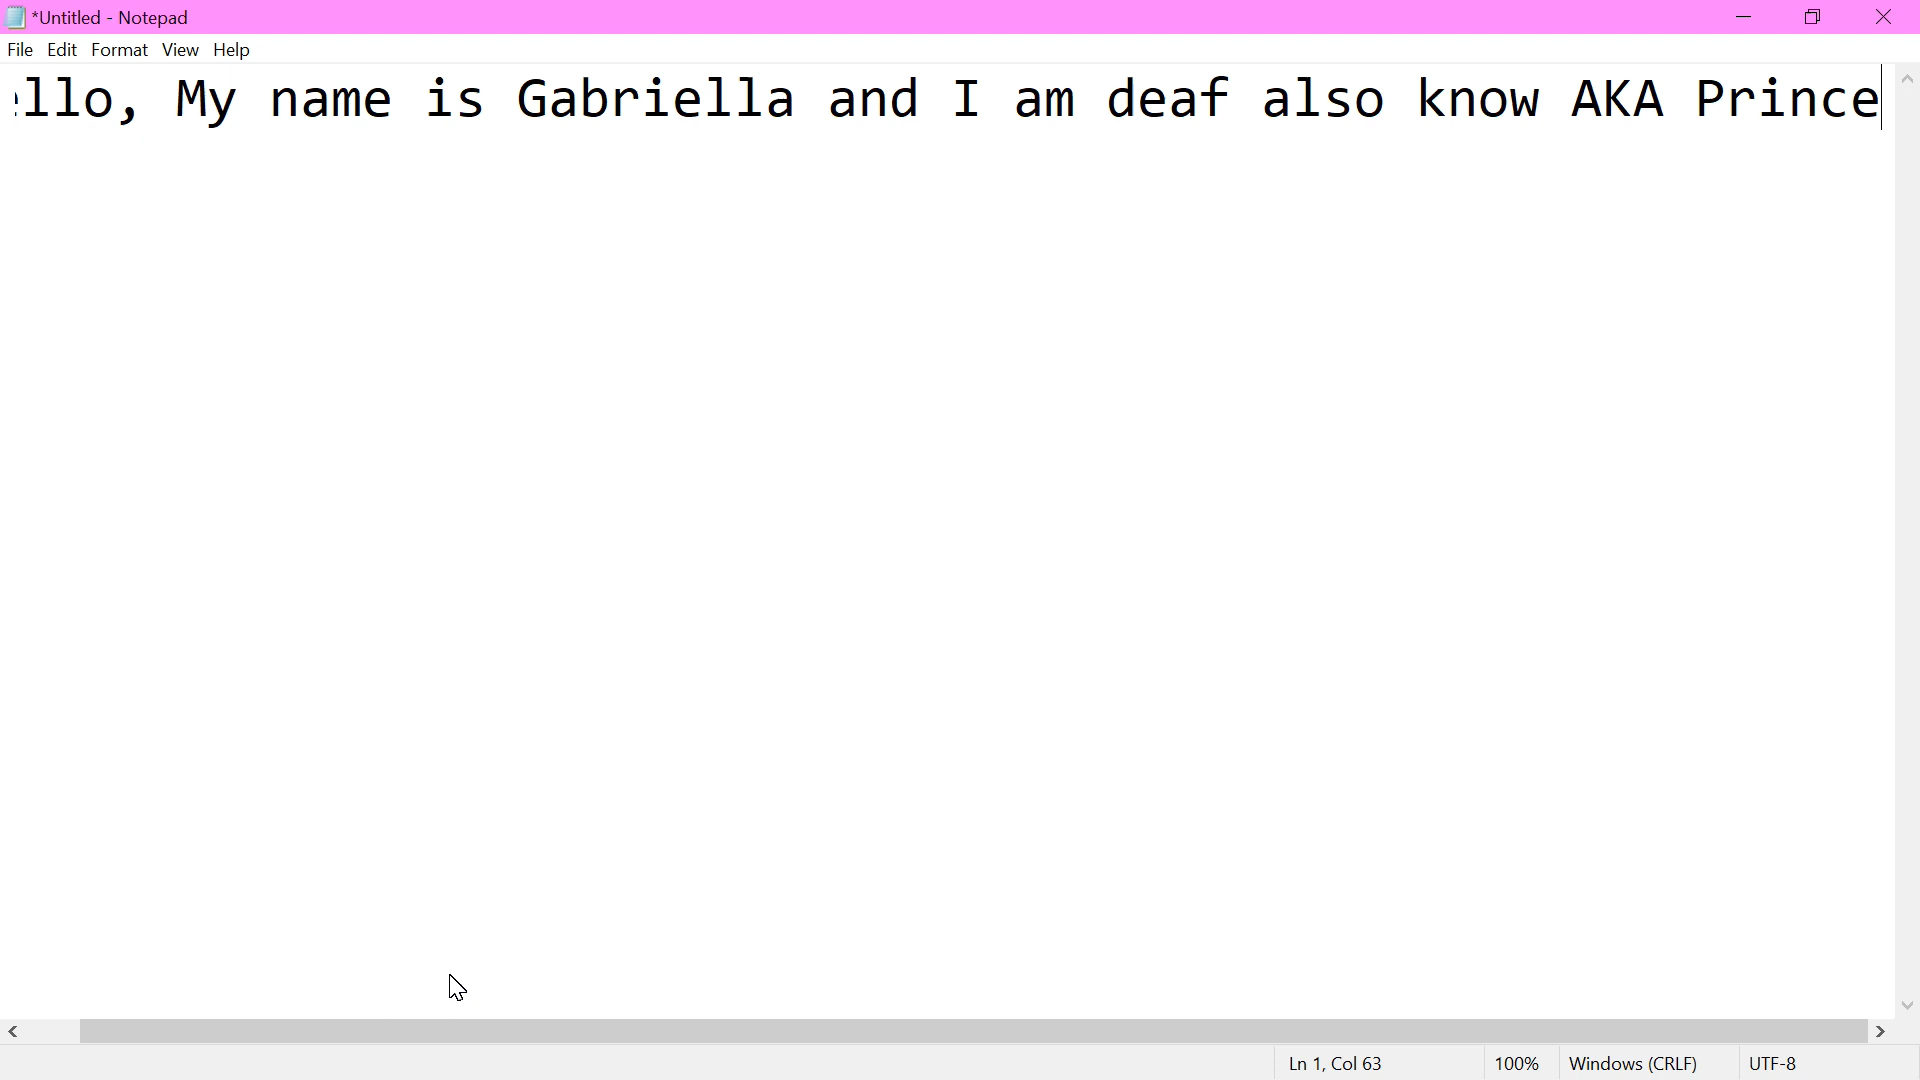 *Untitled - Notepad
File Edit Format View Help
ello, My name is Gabriella and I am deaf also know AKA Prince
Ln 1, Col 63 100% Windows (CRLF) UTF-8